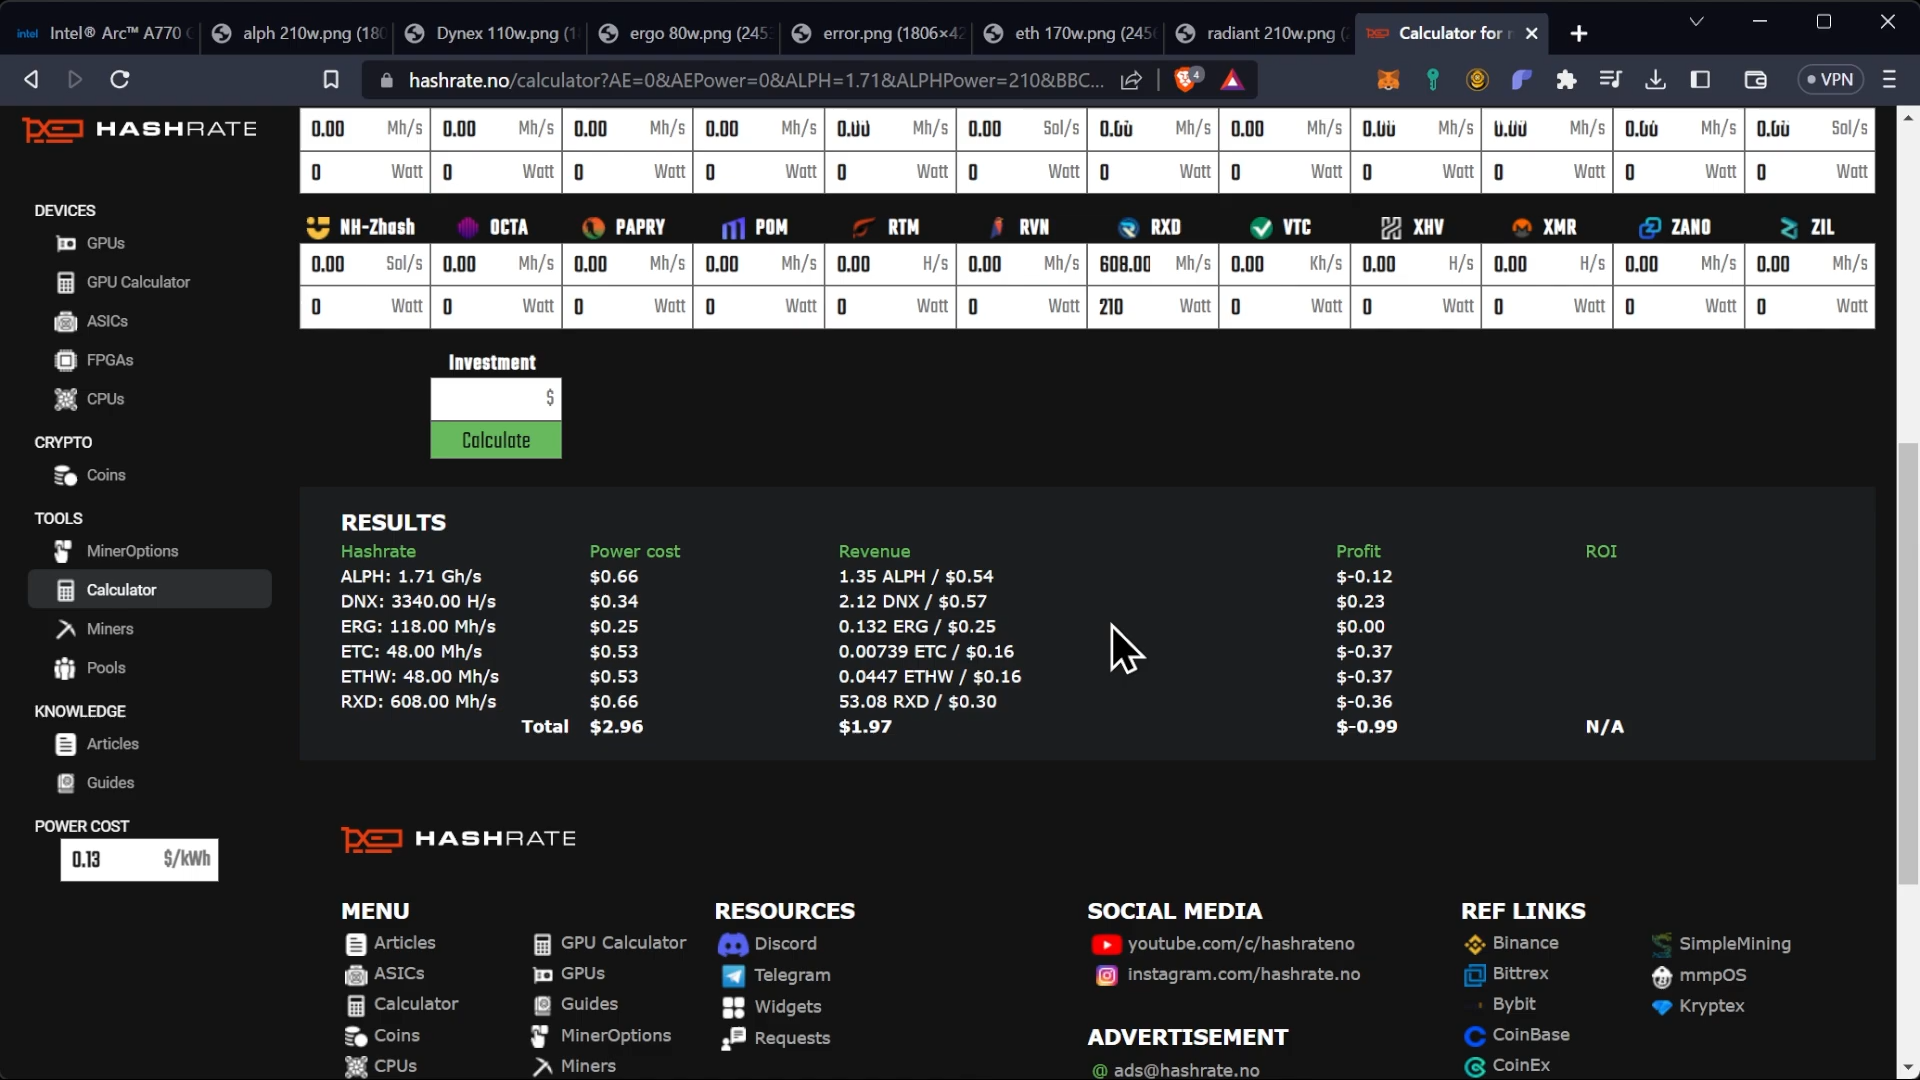 intel Intel® Arc™ A770 alph 210w.png (180 Dynex 110w.png (1 ergo 80w.png (245 error.png (1806×42 eth 170w.png (245 radiant 210w.png ( Calculator for
hashrate.no/calculator?AE=0&AEPower=0&ALPH=1.71&ALPHPower=210&BBC... 4 VPN
HASHRATE
0.00 Mh/s 0.00 Mh/s 0.00 Mh/s 0.00 Mh/s 0.00 Mh/s 0.00 Sol/s 0.00 Mh/s 0.00 Mh/s 0.00 Mh/s 0.00 Mh/s 0.00 Mh/s 0.00 Sol/s
0 Watt 0 Watt 0 Watt 0 Watt 0 Watt 0 Watt 0 Watt 0 Watt 0 Watt 0 Watt 0 Watt 0 Watt
NH-Zhash OCTA PAPRY POM RTM RVN RXD VTC XHV XMR ZANO ZIL
0.00 Sol/s 0.00 Mh/s 0.00 Mh/s 0.00 Mh/s 0.00 H/s 0.00 Mh/s 608.00 Mh/s 0.00 Kh/s 0.00 H/s 0.00 H/s 0.00 Mh/s 0.00 Mh/s
0 Watt 0 Watt 0 Watt 0 Watt 0 Watt 0 Watt 210 Watt 0 Watt 0 Watt 0 Watt 0 Watt 0 Watt
DEVICES
GPUs
GPU Calculator
ASICs
FPGAs
CPUs
CRYPTO
Coins
TOOLS
MinerOptions
Calculator
Miners
Pools
KNOWLEDGE
Articles
Guides
POWER COST
0.13 $/kWh
Investment
$
Calculate
RESULTS
Hashrate Power cost Revenue Profit ROI
ALPH: 1.71 Gh/s $0.66 1.35 ALPH / $0.54 $-0.12
DNX: 3340.00 H/s $0.34 2.12 DNX / $0.57 $0.23
ERG: 118.00 Mh/s $0.25 0.132 ERG / $0.25 $0.00
ETC: 48.00 Mh/s $0.53 0.00739 ETC / $0.16 $-0.37
ETHW: 48.00 Mh/s $0.53 0.0447 ETHW / $0.16 $-0.37
RXD: 608.00 Mh/s $0.66 53.08 RXD / $0.30 $-0.36
Total $2.96 $1.97 $-0.99 N/A
HASHRATE
MENU
Articles
ASICs
Calculator
Coins
CPUs
GPU Calculator
GPUs
Guides
MinerOptions
Miners
RESOURCES
Discord
Telegram
Widgets
Requests
SOCIAL MEDIA
youtube.com/c/hashrateno
instagram.com/hashrate.no
ADVERTISEMENT
@ ads@hashrate.no
REF LINKS
Binance
Bittrex
Bybit
CoinBase
CoinEx
SimpleMining
mmpOS
Kryptex